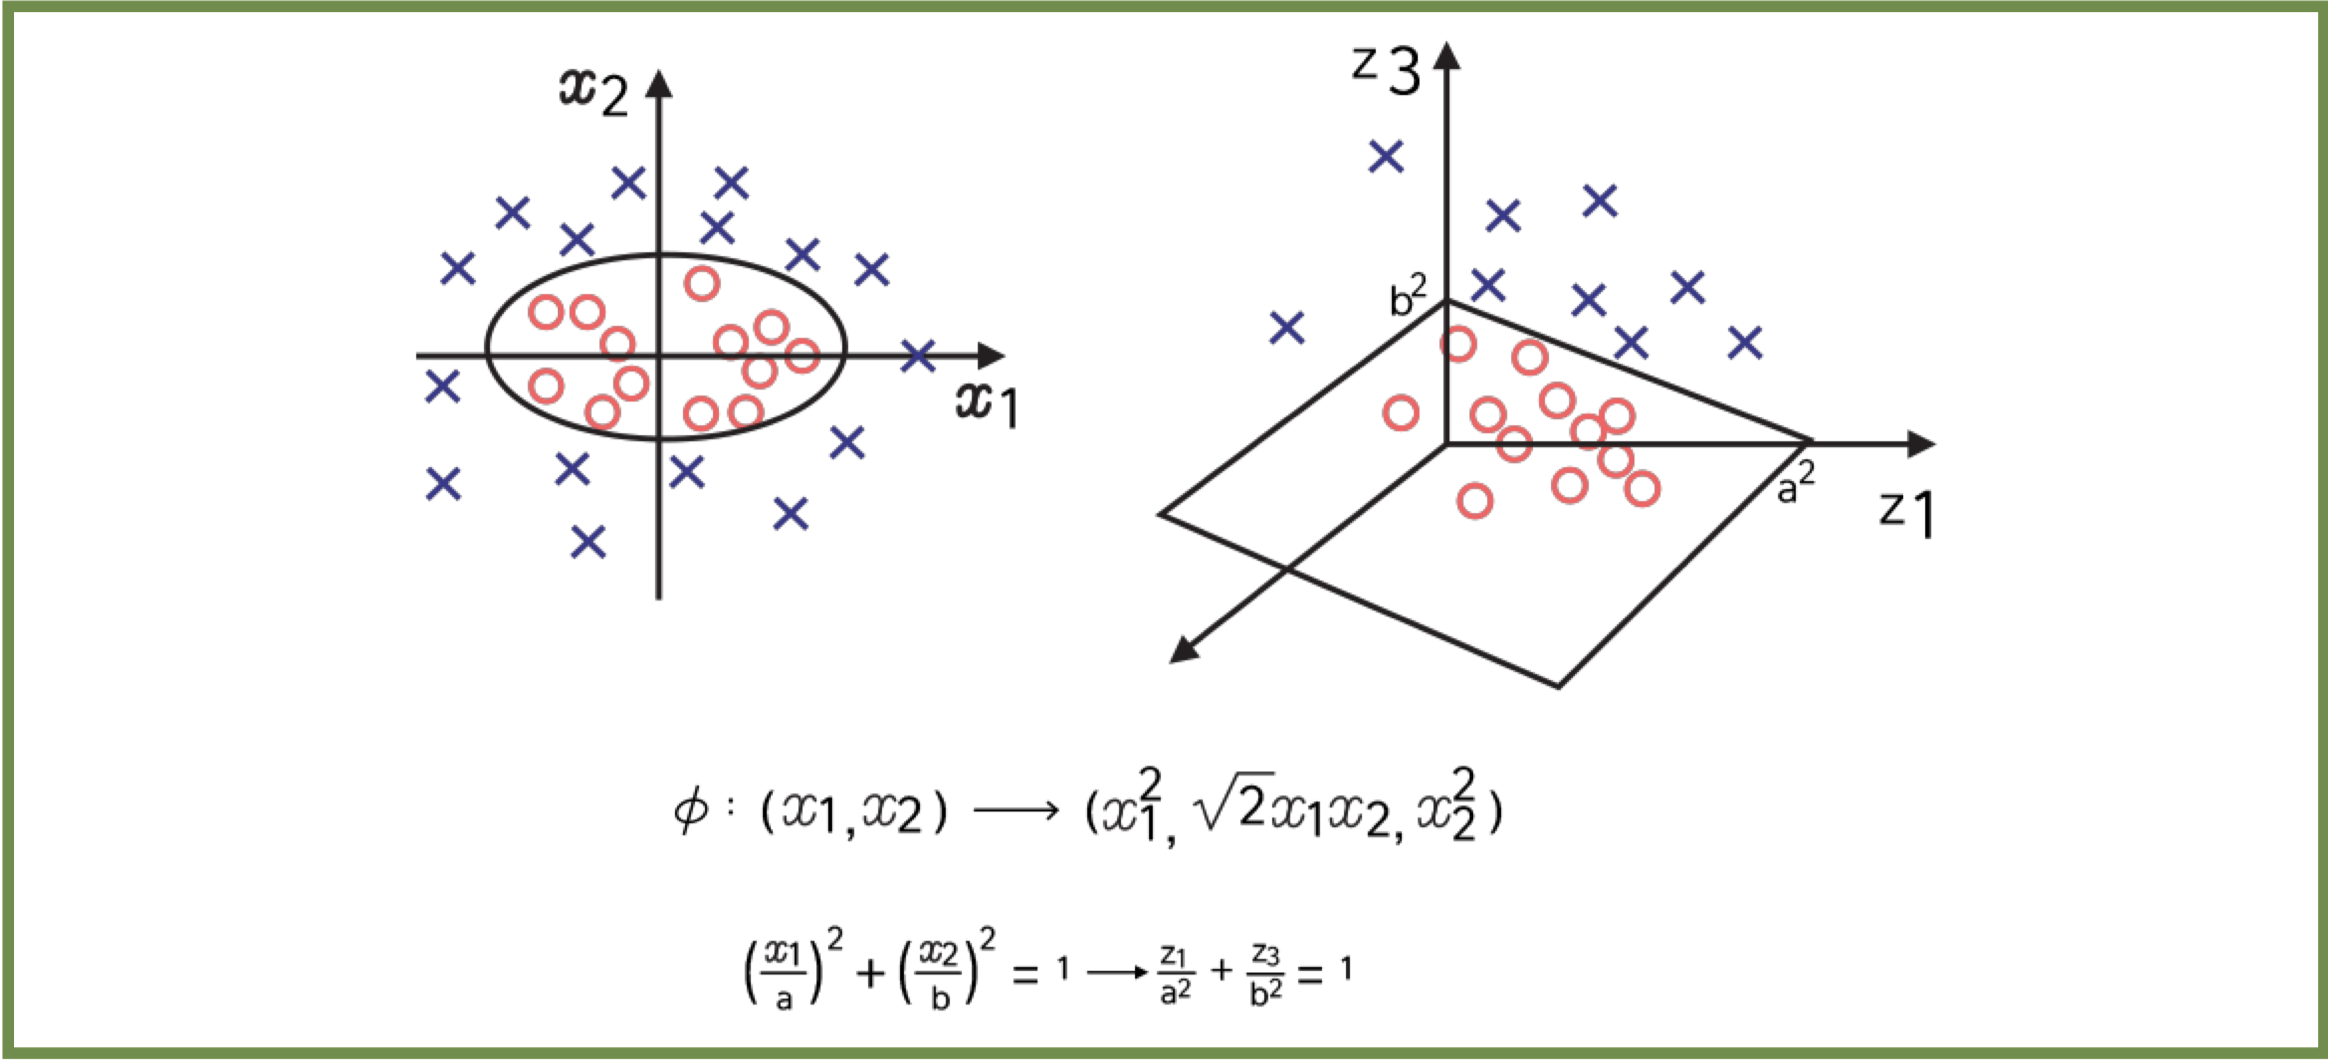 x2
x1
z3
b²
a²
z1
ϕ : (x1, x2) ⟶ (x1², √2x1x2, x2²)
(x1/a)² + (x2/b)² = 1 ⟶ z1/a² + z3/b² = 1